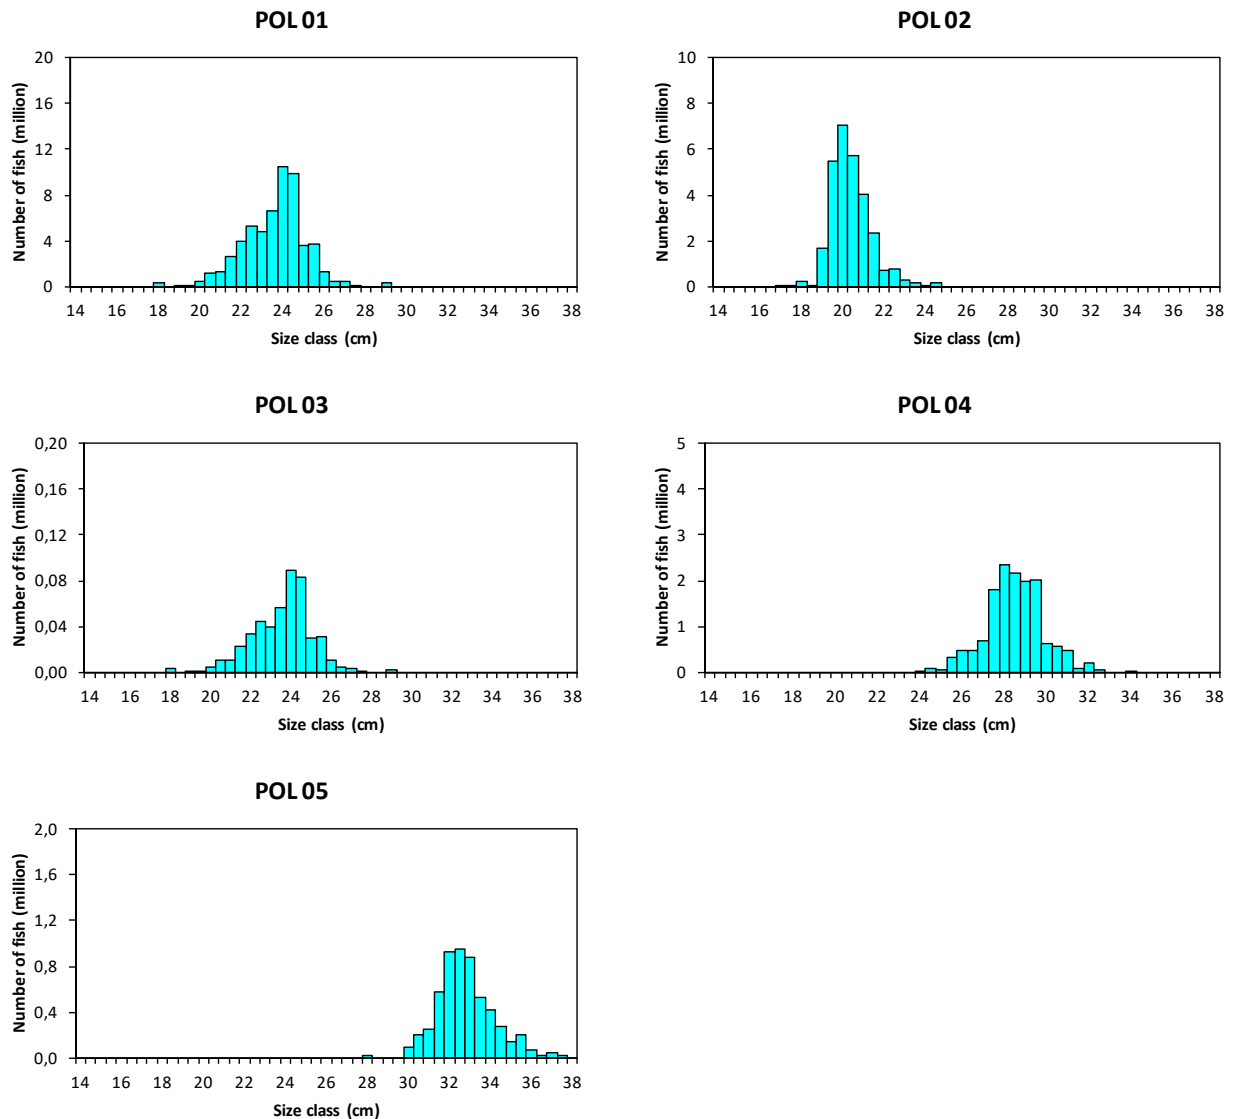 POL 01
20
16
12
8
4
0
Number of fish (million)
14 16 18 20 22 24 26 28 30 32 34 36 38
Size class (cm)
POL 02
10
8
6
4
2
0
Number of fish (million)
14 16 18 20 22 24 26 28 30 32 34 36 38
Size class (cm)
POL 03
0,20
0,16
0,12
0,08
0,04
0,00
Number of fish (million)
14 16 18 20 22 24 26 28 30 32 34 36 38
Size class (cm)
POL 04
5
4
3
2
1
0
Number of fish (million)
14 16 18 20 22 24 26 28 30 32 34 36 38
Size class (cm)
POL 05
2,0
1,6
1,2
0,8
0,4
0,0
Number of fish (million)
14 16 18 20 22 24 26 28 30 32 34 36 38
Size class (cm)